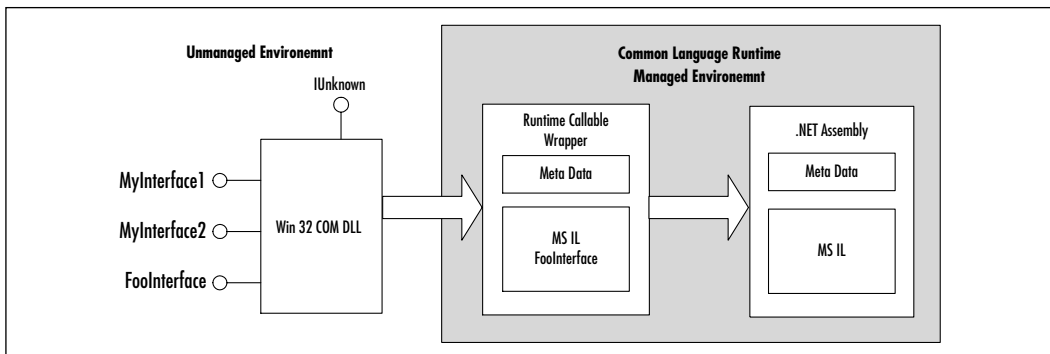 Unmanaged Environemnt
IUnknown
MyInterface1
MyInterface2
FooInterface
Win 32 COM DLL
Common Language Runtime
Managed Environemnt
Runtime Callable
Wrapper
Meta Data
MS IL
FooInterface
.NET Assembly
Meta Data
MS IL